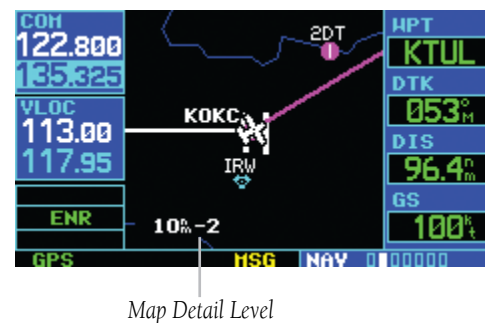 COM
122.800
135.325
VLOC
113.00
117.95
ENR
GPS
2DT
KOKC
IRW
10nm-2
MSG
NAV
WPT
KTUL
DTK
053°M
DIS
96.4nm
GS
100kt
Map Detail Level